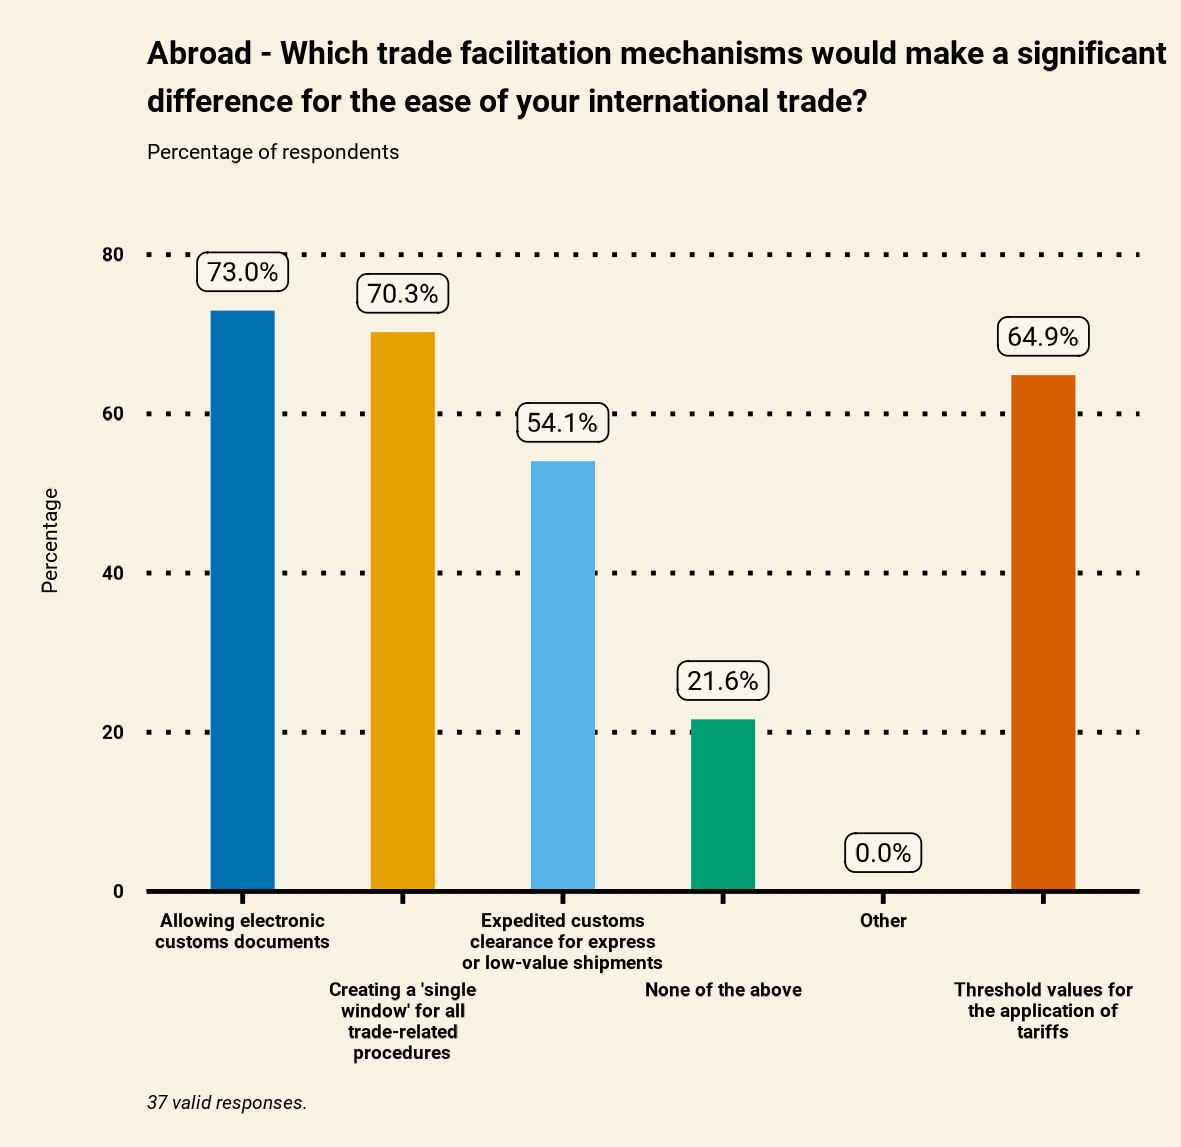 Abroad - Which trade facilitation mechanisms would make a significant
difference for the ease of your international trade?
Percentage of respondents
80
73.0%
70.3%
64.9%
60
54.1%
Percentage
40
21.6%
20
0.0%
0
Allowing electronic
customs documents
Expedited customs
clearance for express
or low-value shipments
Other
Creating a 'single
window' for all
trade-related
procedures
None of the above
Threshold values for
the application of
tariffs
37 valid responses.